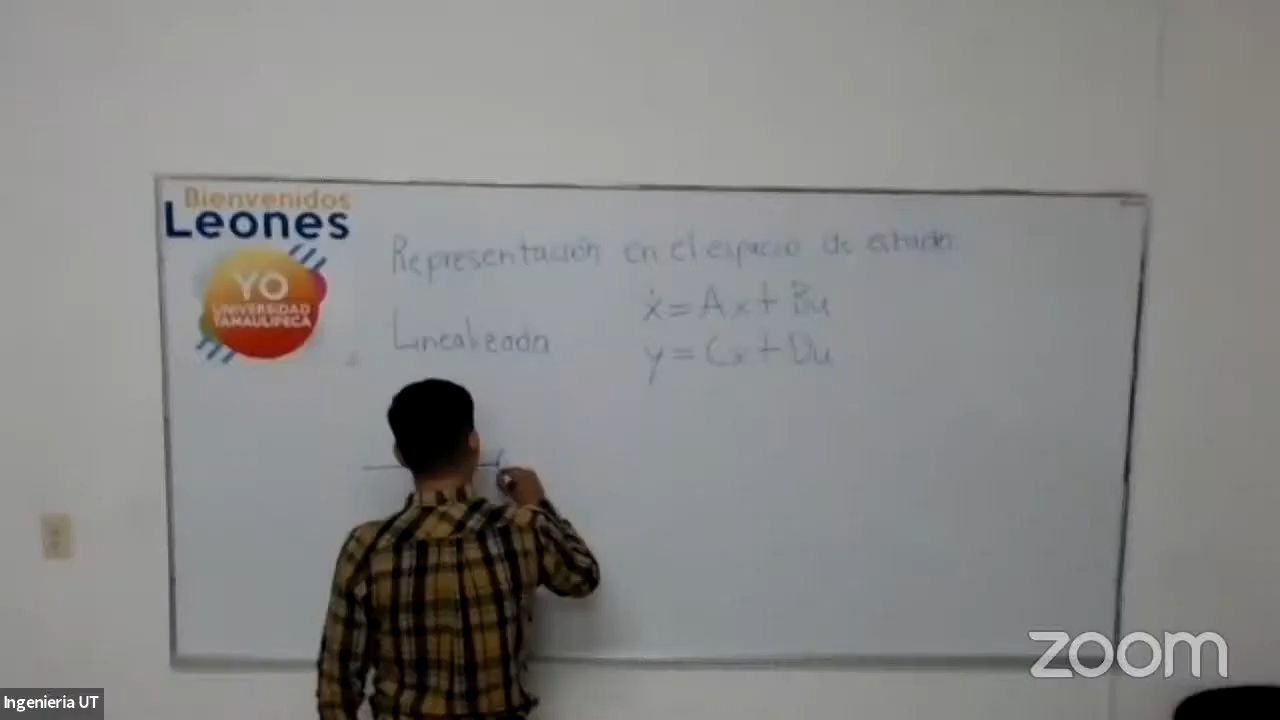 Bienvenidos
Leones
YO
UNIVERSIDAD
TAMAULIPECA
Representación en el espacio de estado
Linealizada
ẋ = Ax + Bu
y = Cx + Du
zoom
Ingenieria UT